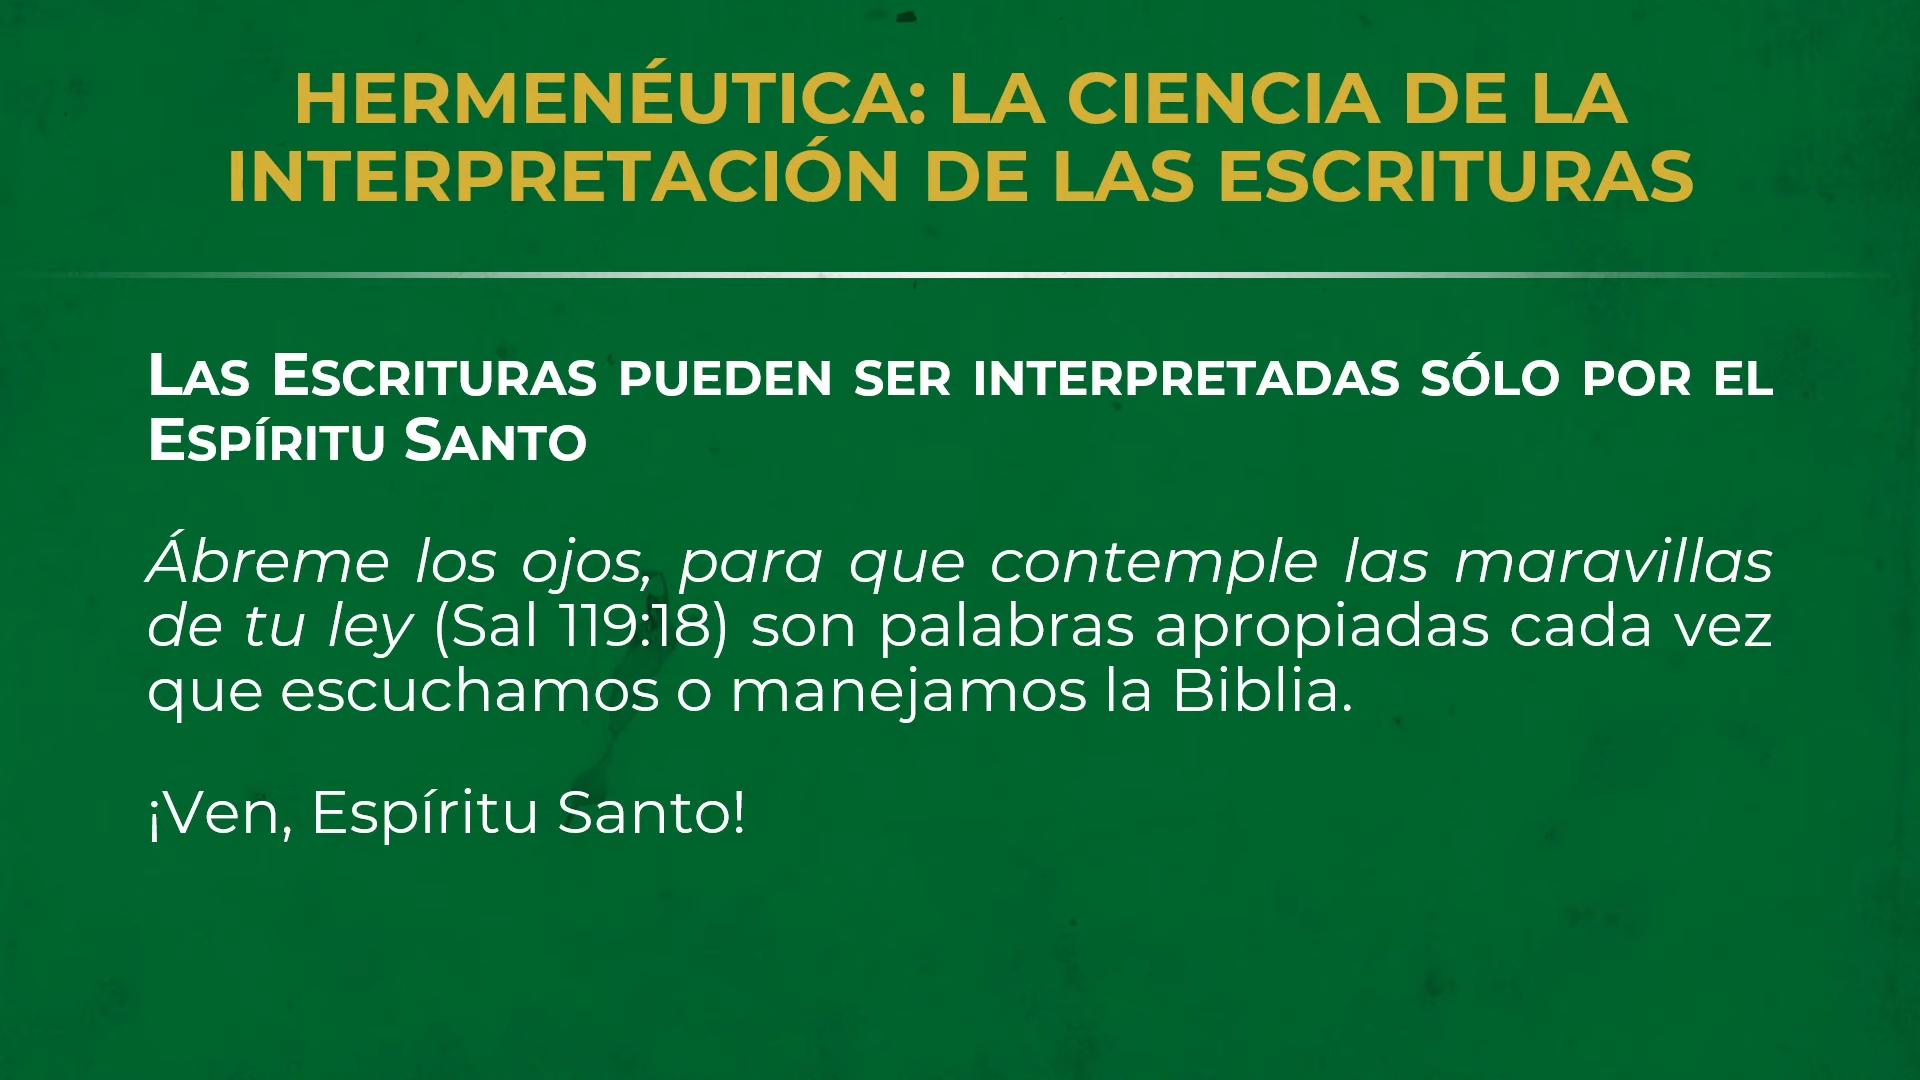 HERMENÉUTICA: LA CIENCIA DE LA
INTERPRETACIÓN DE LAS ESCRITURAS
LAS ESCRITURAS PUEDEN SER INTERPRETADAS SÓLO POR EL
ESPÍRITU SANTO
Ábreme los ojos, para que contemple las maravillas
de tu ley (Sal 119:18) son palabras apropiadas cada vez
que escuchamos o manejamos la Biblia.
¡Ven, Espíritu Santo!